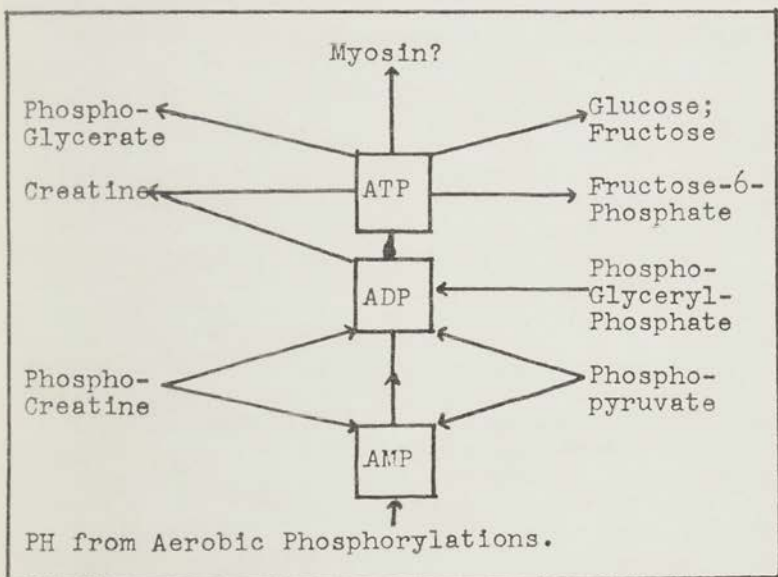 Myosin?
Phospho-
Glycerate
Glucose;
Fructose
Creatine
ATP
Fructose-6-
Phosphate
ADP
Phospho-
Glyceryl-
Phosphate
Phospho-
Creatine
Phospho-
pyruvate
AMP
PH from Aerobic Phosphorylations.